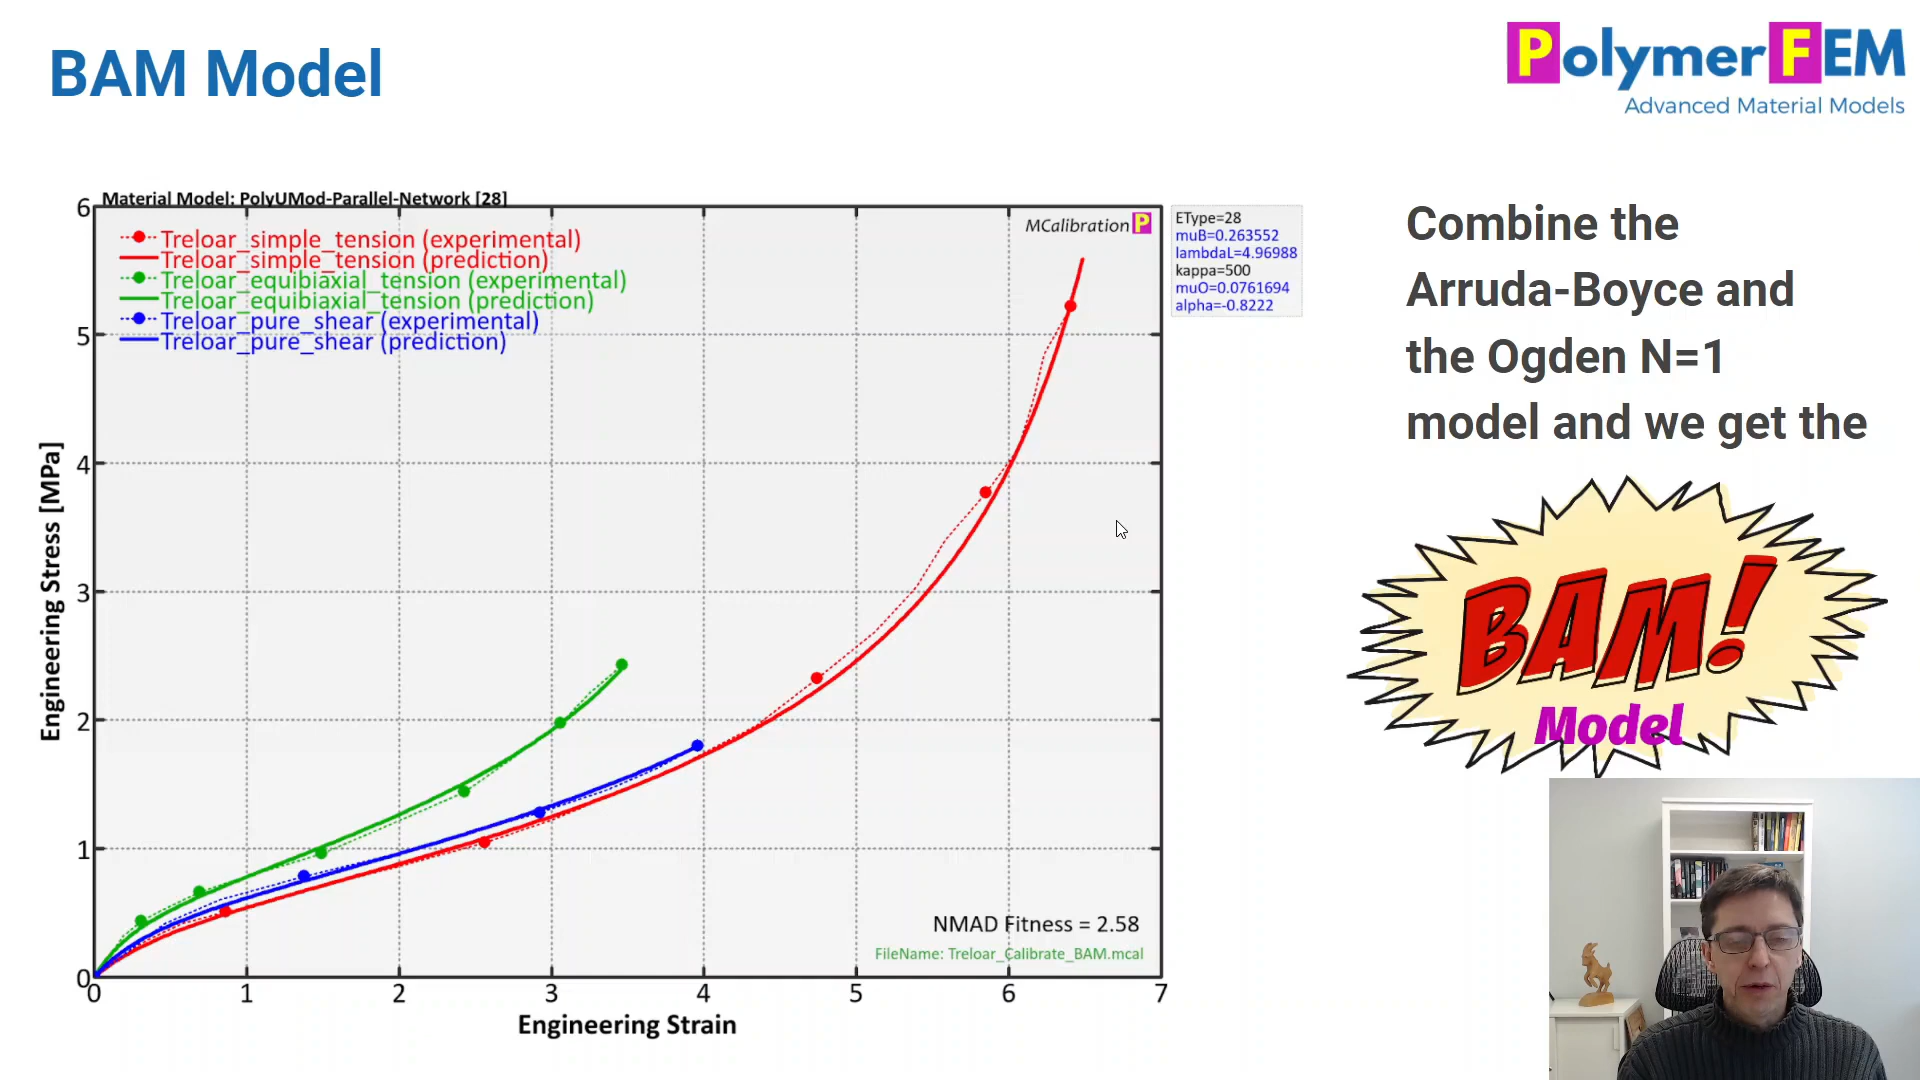 BAM Model
PolymerFEM
Advanced Material Models
Material Model: PolyUMod-Parallel-Network [28]
MCalibration P
Treloar_simple_tension (experimental)
Treloar_simple_tension (prediction)
Treloar_equibiaxial_tension (experimental)
Treloar_equibiaxial_tension (prediction)
Treloar_pure_shear (experimental)
Treloar_pure_shear (prediction)
EType=28
muB=0.263552
lambdaL=4.96988
kappa=500
muO=0.0761694
alpha=-0.8222
6
5
4
3
2
1
0
Engineering Stress [MPa]
NMAD Fitness = 2.58
FileName: Treloar_Calibrate_BAM.mcal
0 1 2 3 4 5 6 7
Engineering Strain
Combine the
Arruda-Boyce and
the Ogden N=1
model and we get the
BAM!
Model